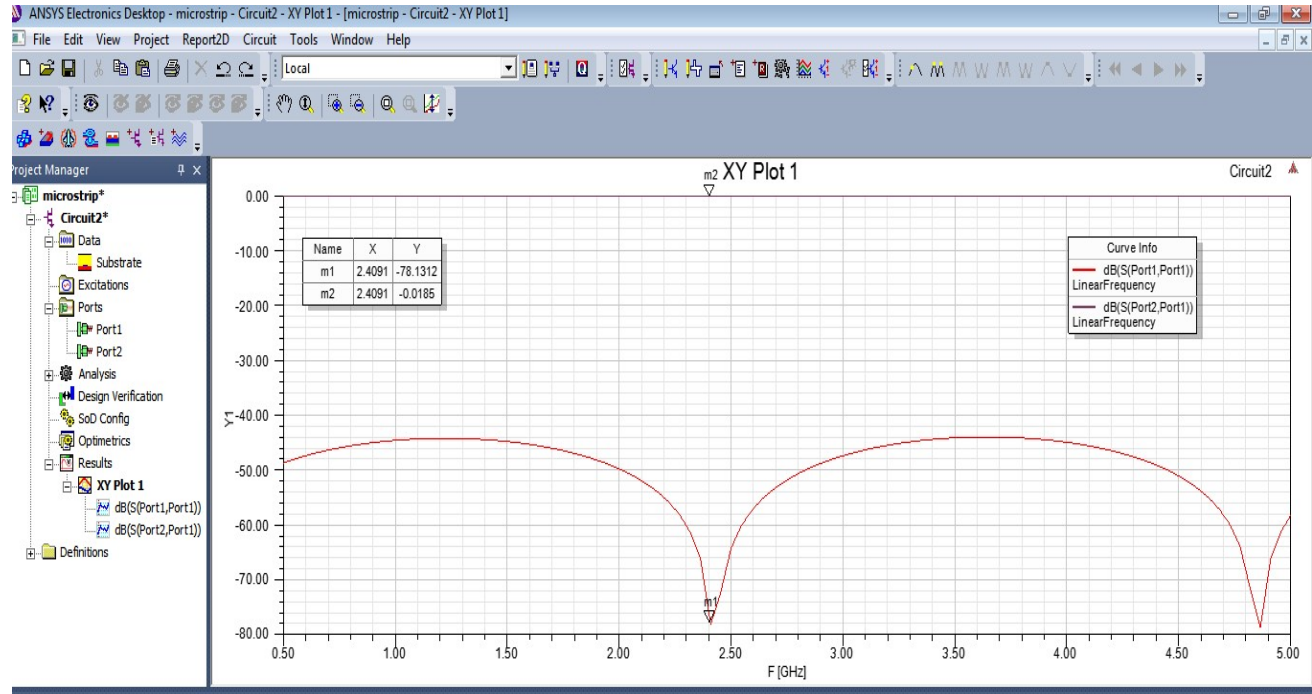 ANSYS Electronics Desktop - microstrip - Circuit2 - XY Plot 1 - [microstrip - Circuit2 - XY Plot 1]
File Edit View Project Report2D Circuit Tools Window Help
Local
Project Manager
microstrip*
Circuit2*
Data
Substrate
Excitations
Ports
Port1
Port2
Analysis
Design Verification
SoD Config
Optimetrics
Results
XY Plot 1
dB(S(Port1,Port1))
dB(S(Port2,Port1))
Definitions
m2 XY Plot 1
Circuit2
Name X Y
m1 2.4091 -78.1312
m2 2.4091 -0.0185
Curve Info
dB(S(Port1,Port1))
LinearFrequency
dB(S(Port2,Port1))
LinearFrequency
0.00
-10.00
-20.00
-30.00
-40.00
-50.00
-60.00
-70.00
-80.00
Y1
m1
0.50 1.00 1.50 2.00 2.50 3.00 3.50 4.00 4.50 5.00
F [GHz]